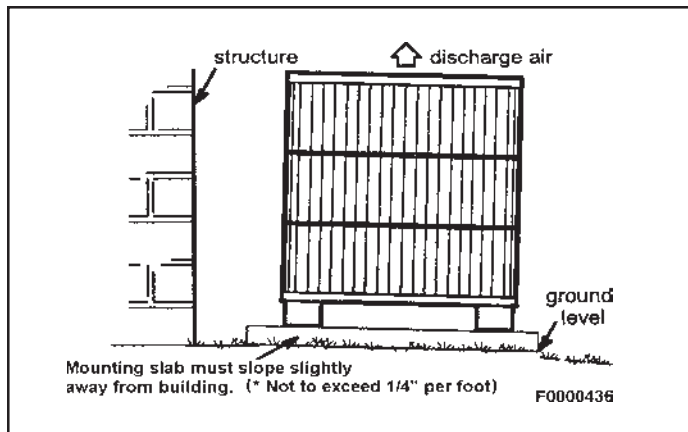 structure
discharge air
ground
level
Mounting slab must slope slightly
away from building. (* Not to exceed 1/4" per foot)
F0000436